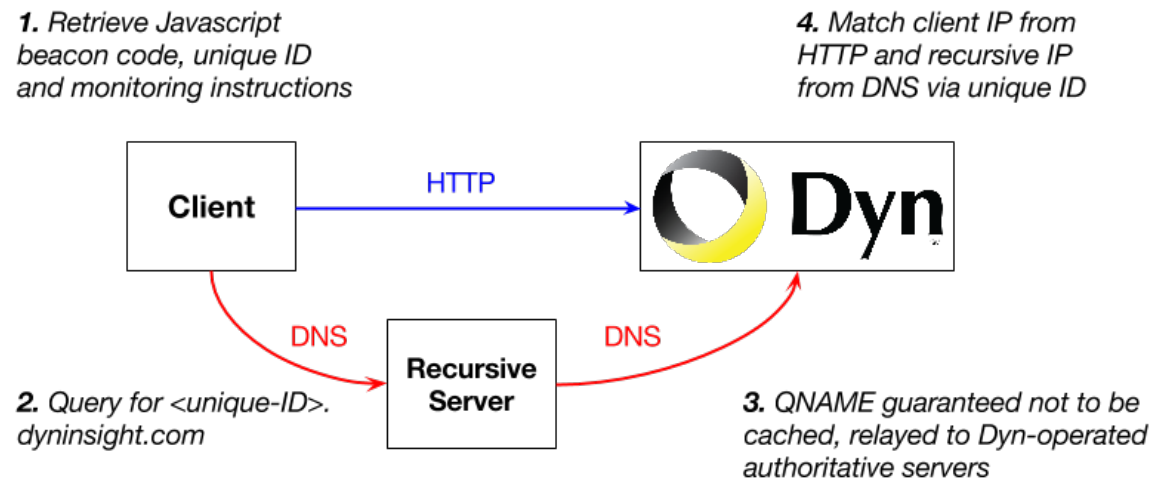 1. Retrieve Javascript
beacon code, unique ID
and monitoring instructions
4. Match client IP from
HTTP and recursive IP
from DNS via unique ID
Client
HTTP
Dyn
DNS
DNS
Recursive
Server
2. Query for <unique-ID>.
dyninsight.com
3. QNAME guaranteed not to be
cached, relayed to Dyn-operated
authoritative servers